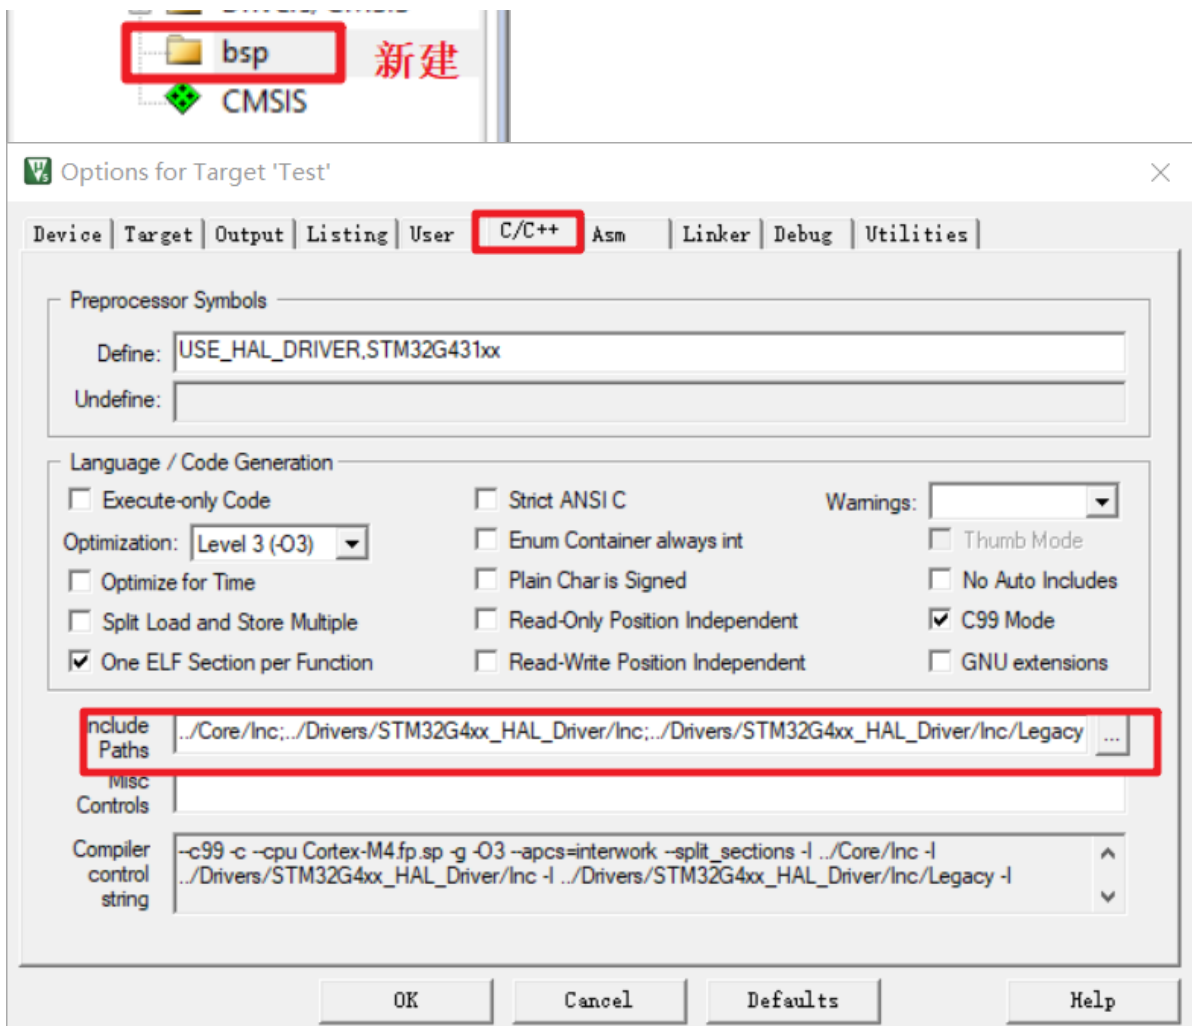 Drivers/CMSIS
bsp 新建
CMSIS
Options for Target 'Test'
Device Target Output Listing User C/C++ Asm Linker Debug Utilities
Preprocessor Symbols
Define: USE_HAL_DRIVER,STM32G431xx
Undefine:
Language / Code Generation
Execute-only Code Strict ANSI C Warnings:
Optimization: Level 3 (-O3) Enum Container always int Thumb Mode
Optimize for Time Plain Char is Signed No Auto Includes
Split Load and Store Multiple Read-Only Position Independent C99 Mode
One ELF Section per Function Read-Write Position Independent GNU extensions
Include Paths ../Core/Inc;../Drivers/STM32G4xx_HAL_Driver/Inc;../Drivers/STM32G4xx_HAL_Driver/Inc/Legacy ...
Misc Controls
Compiler control string --c99 -c --cpu Cortex-M4.fp.sp -g -O3 --apcs=interwork --split_sections -I ../Core/Inc -I
../Drivers/STM32G4xx_HAL_Driver/Inc -I ../Drivers/STM32G4xx_HAL_Driver/Inc/Legacy -I
OK Cancel Defaults Help